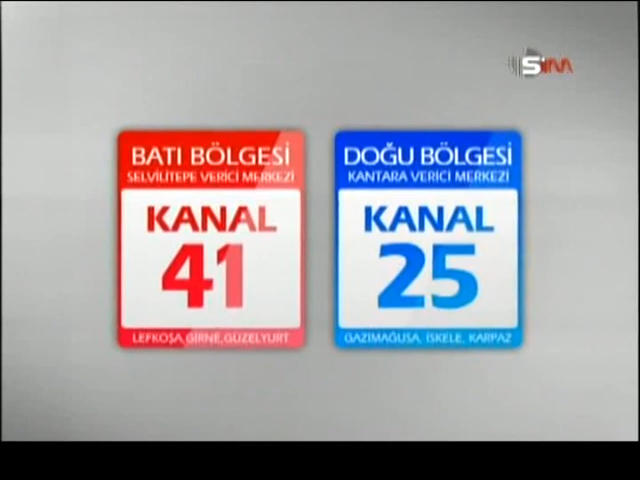 SİM
BATI BÖLGESİ
SELVİLİTEPE VERİCİ MERKEZİ
KANAL
41
LEFKOŞA,GİRNE,GÜZELYURT
DOĞU BÖLGESİ
KANTARA VERİCİ MERKEZİ
KANAL
25
GAZİMAĞUSA, İSKELE, KARPAZ